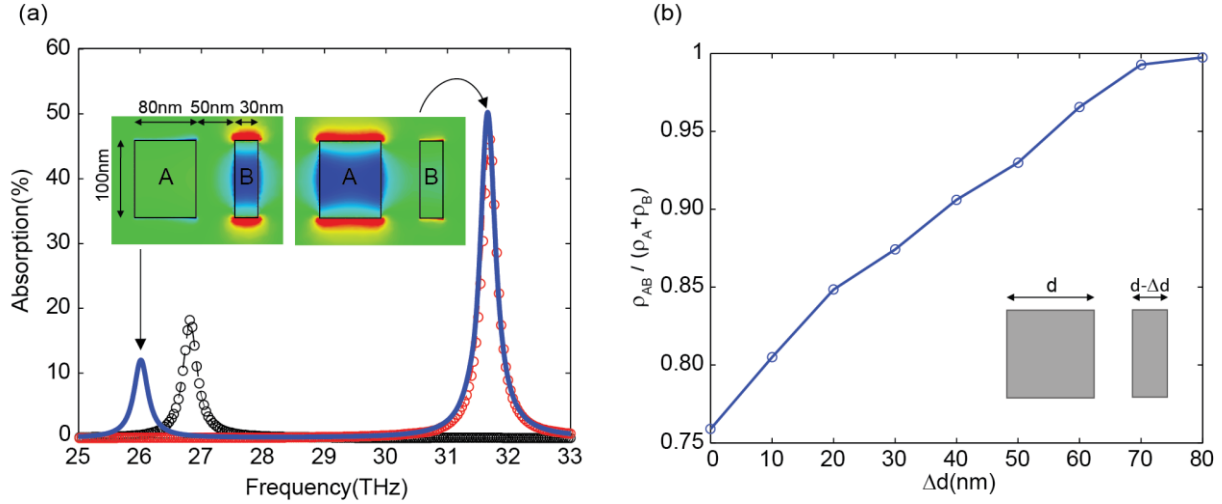 (a)
60
50
40
30
20
10
0
Absorption(%)
25 26 27 28 29 30 31 32 33
Frequency(THz)
80nm 50nm 30nm
100nm
A B
A B
(b)
1
0.95
0.90
0.85
0.80
0.75
ρAB / (ρA+ρB)
0 10 20 30 40 50 60 70 80
Δd(nm)
d d-Δd